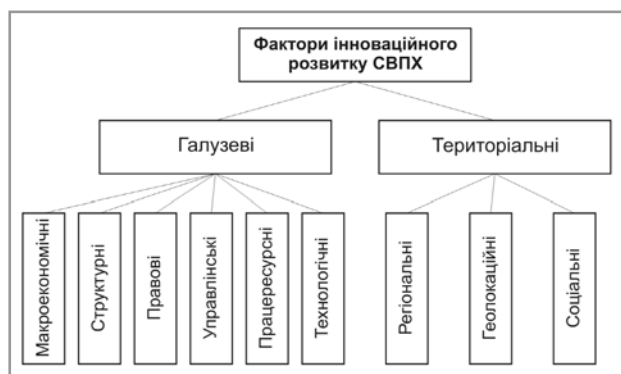 Фактори інноваційного
розвитку СВПХ
Галузеві
Територіальні
Макроекономічні
Структурні
Правові
Управлінські
Працересурсні
Технологічні
Регіональні
Геолокаційні
Соціальні